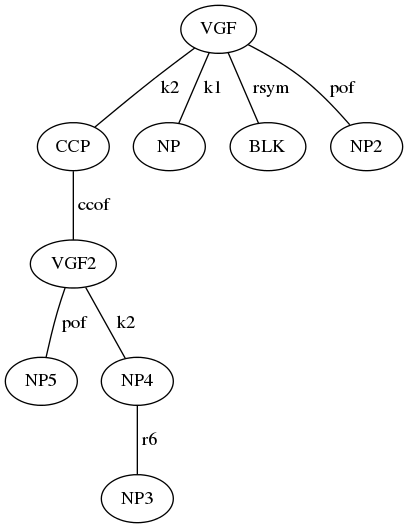 VGF
k2 k1 rsym pof
CCP NP BLK NP2
ccof
VGF2
pof k2
NP5 NP4
r6
NP3